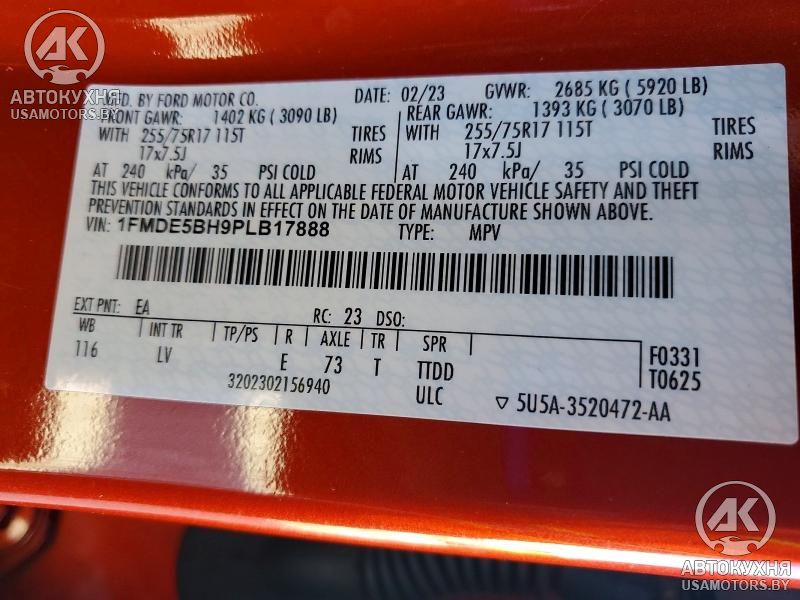 AK
АВТОКУХНЯ
USAMOTORS.BY
MFD. BY FORD MOTOR CO. DATE: 02/23 GVWR: 2685 KG ( 5920 LB)
FRONT GAWR: 1402 KG ( 3090 LB) REAR GAWR: 1393 KG ( 3070 LB)
WITH 255/75R17 115T TIRES WITH 255/75R17 115T TIRES
17x7.5J RIMS 17x7.5J RIMS
AT 240 kPa/ 35 PSI COLD AT 240 kPa/ 35 PSI COLD
THIS VEHICLE CONFORMS TO ALL APPLICABLE FEDERAL MOTOR VEHICLE SAFETY AND THEFT
PREVENTION STANDARDS IN EFFECT ON THE DATE OF MANUFACTURE SHOWN ABOVE.
VIN: 1FMDE5BH9PLB17888 TYPE: MPV
EXT PNT: EA RC: 23 DSO:
WB INT TR TP/PS R AXLE TR SPR
116 LV E 73 T TTDD
F0331
T0625
3202302156940 ULC ▽ 5U5A-3520472-AA
AK
АВТОКУХНЯ
USAMOTORS.BY